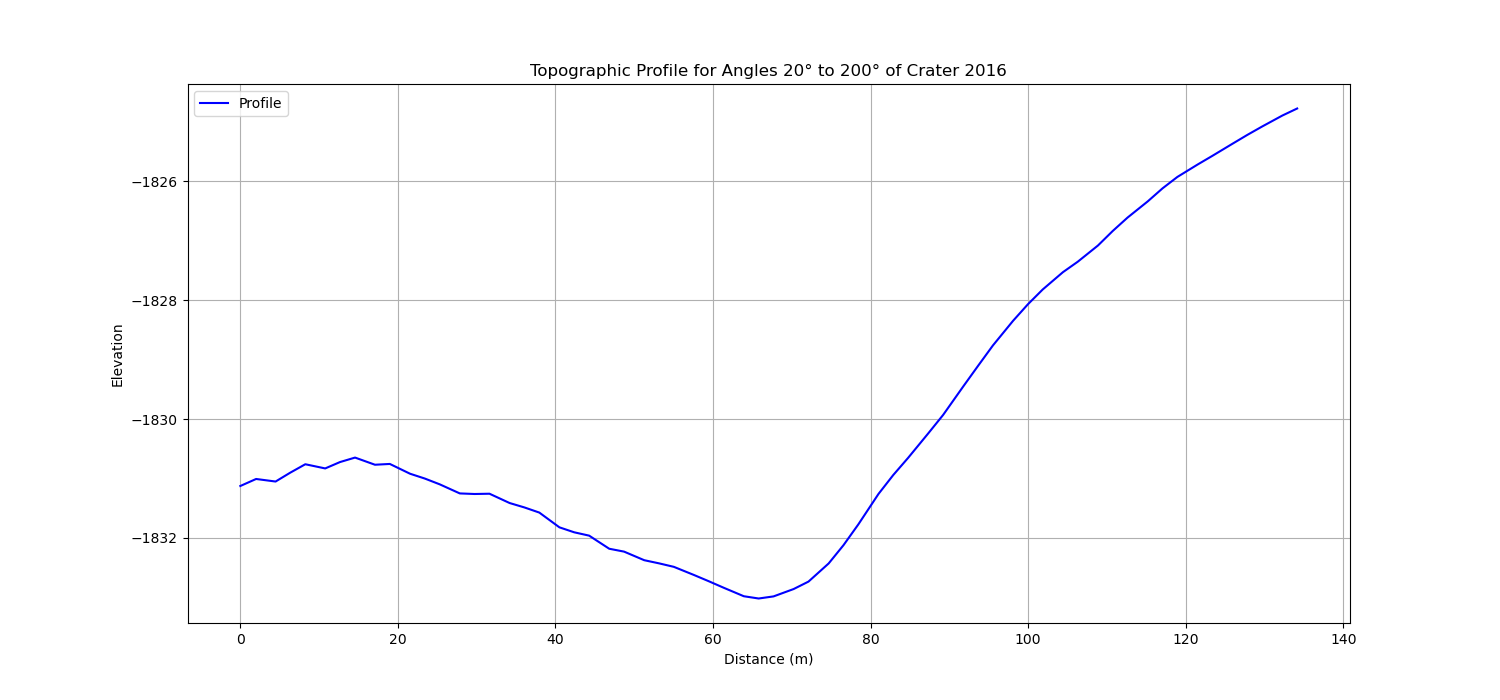 Topographic Profile for Angles 20° to 200° of Crater 2016
Profile
−1826
−1828
−1830
−1832
Elevation
0 20 40 60 80 100 120 140
Distance (m)